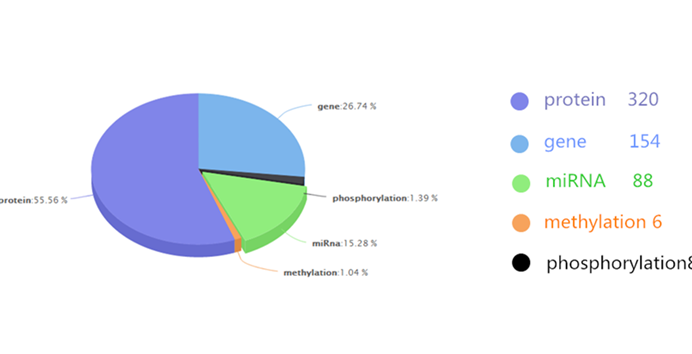 gene:26.74 %
protein:55.56 %
phosphorylation:1.39 %
miRna:15.28 %
methylation:1.04 %
protein 320
gene 154
miRNA 88
methylation 6
phosphorylation8